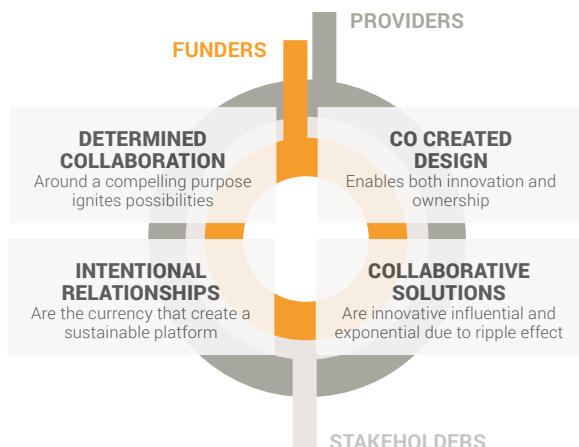 PROVIDERS
FUNDERS
DETERMINED
COLLABORATION
Around a compelling purpose
ignites possibilities
CO CREATED
DESIGN
Enables both innovation and
ownership
INTENTIONAL
RELATIONSHIPS
Are the currency that create a
sustainable platform
COLLABORATIVE
SOLUTIONS
Are innovative influential and
exponential due to ripple effect
STAKEHOLDERS